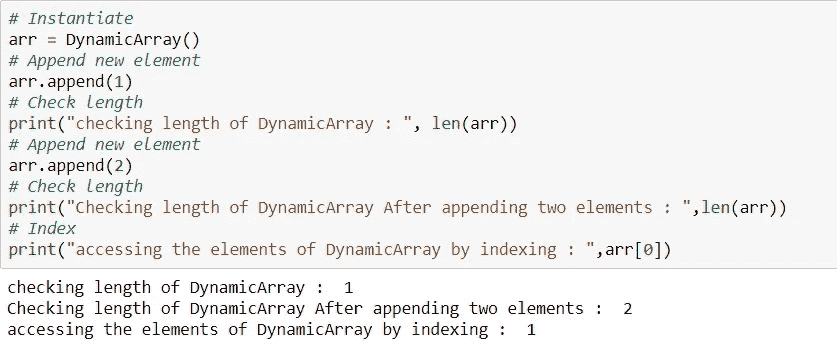 # Instantiate
arr = DynamicArray()
# Append new element
arr.append(1)
# Check length
print("checking length of DynamicArray : ", len(arr))
# Append new element
arr.append(2)
# Check length
print("Checking length of DynamicArray After appending two elements : ",len(arr))
# Index
print("accessing the elements of DynamicArray by indexing : ",arr[0])
checking length of DynamicArray :  1
Checking length of DynamicArray After appending two elements :  2
accessing the elements of DynamicArray by indexing :  1